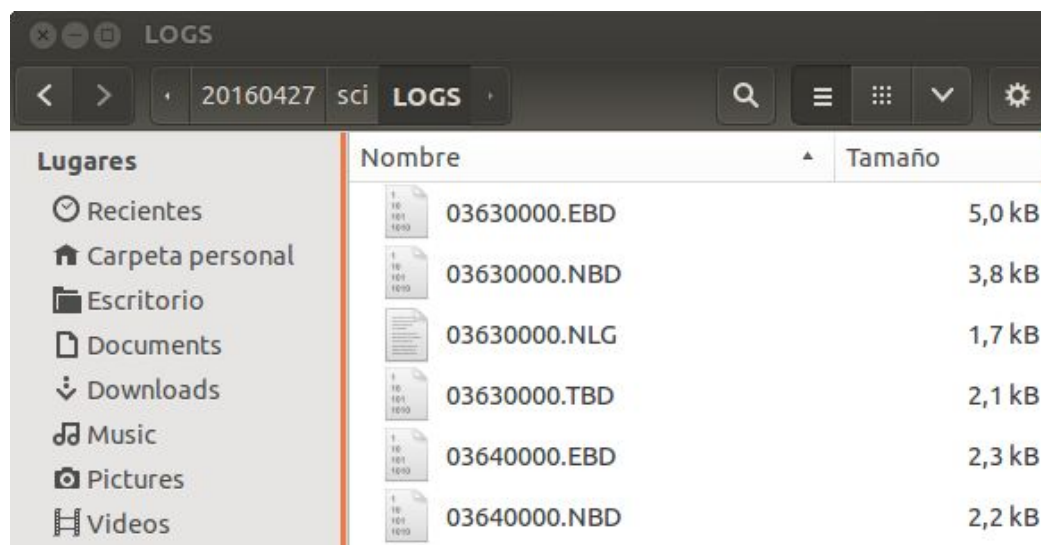 LOGS
20160427 sci LOGS
Lugares
Recientes
Carpeta personal
Escritorio
Documents
Downloads
Music
Pictures
Videos
Nombre Tamaño
03630000.EBD 5,0 kB
03630000.NBD 3,8 kB
03630000.NLG 1,7 kB
03630000.TBD 2,1 kB
03640000.EBD 2,3 kB
03640000.NBD 2,2 kB